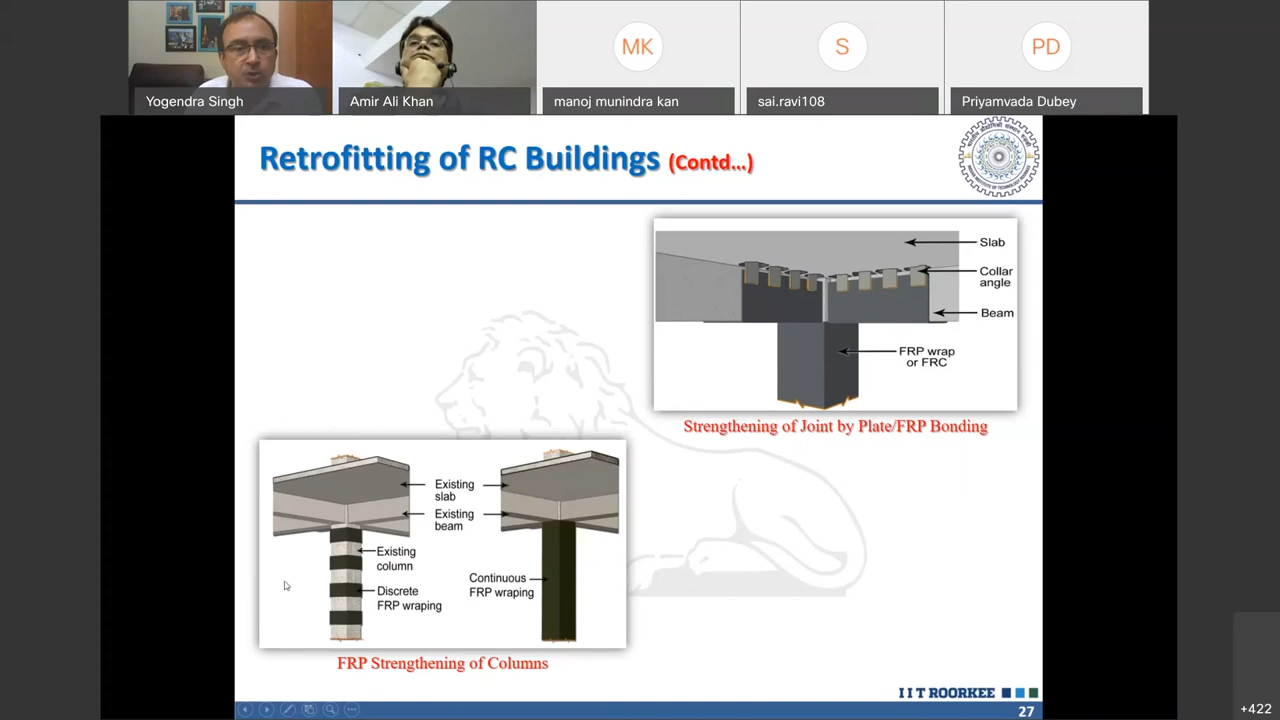 MK
S
PD
Yogendra Singh
Amir Ali Khan
manoj munindra kan
sai.ravi108
Priyamvada Dubey
Retrofitting of RC Buildings (Contd...)
Slab
Collar
angle
Beam
FRP wrap
or FRC
Strengthening of Joint by Plate/FRP Bonding
Existing
slab
Existing
beam
Existing
column
Discrete
FRP wraping
Continuous
FRP wraping
FRP Strengthening of Columns
I I T ROORKEE
27
+422